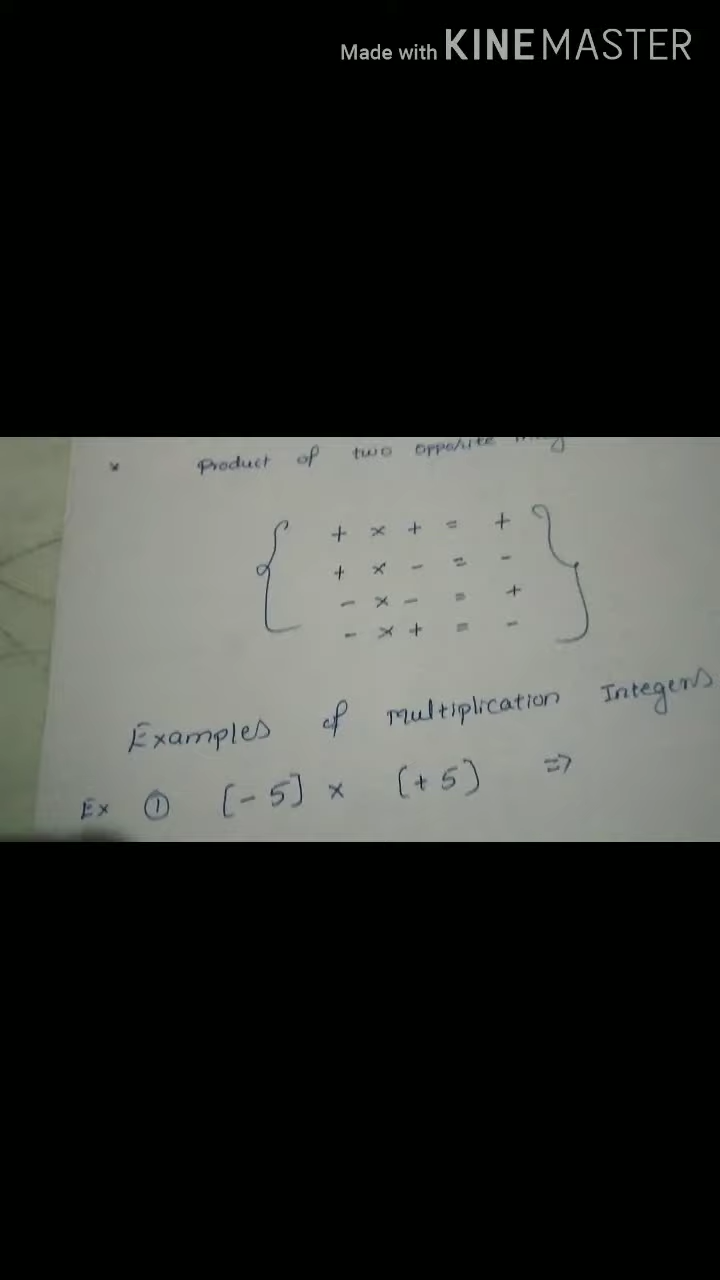 Made with KINEMASTER
* Product of two opposite
+ × + = +
+ × - = -
- × - = +
- × + = -
Examples of Multiplication Integers
Ex ① [-5] × (+5) =>